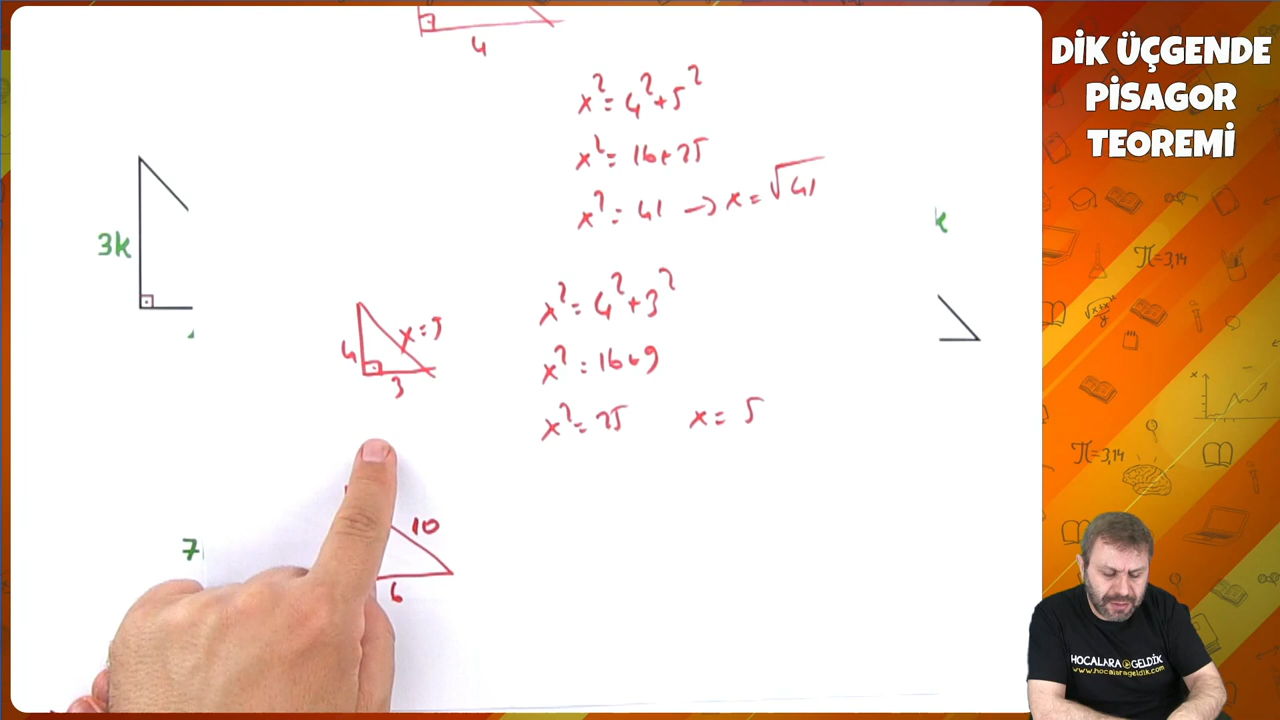 DİK ÜÇGENDE
PİSAGOR
TEOREMİ
4
x² = 4² + 5²
x² = 16 + 25
x² = 41 → x = √41
3k
k
4
x = 5
3
x² = 4² + 3²
x² = 16 + 9
x² = 25 x = 5
7
10
6
π=3,14
π=3,14
HOCALARA GELDİK
www.hocalarageldik.com